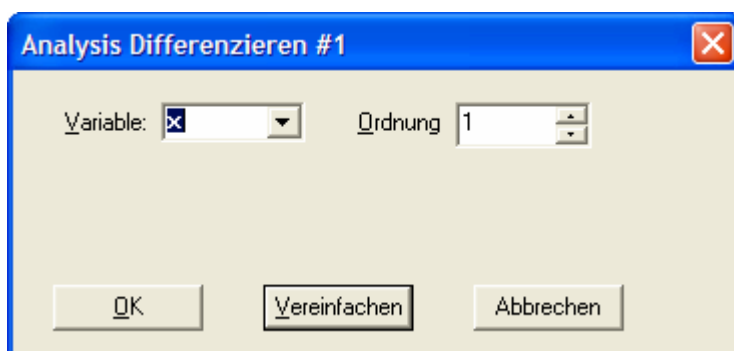 Analysis Differenzieren #1
Variable: x Ordnung 1
OK Vereinfachen Abbrechen